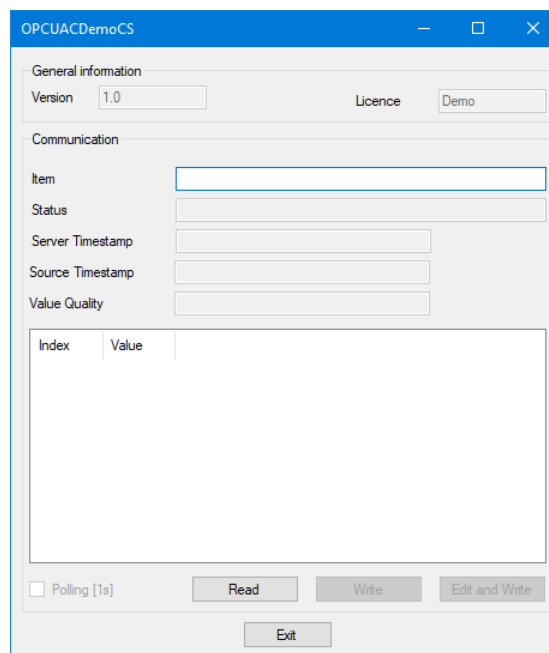 OPCUACDemoCS
General information
Version 1.0 Licence Demo
Communication
Item
Status
Server Timestamp
Source Timestamp
Value Quality
Index Value
Polling [1s] Read Write Edit and Write
Exit